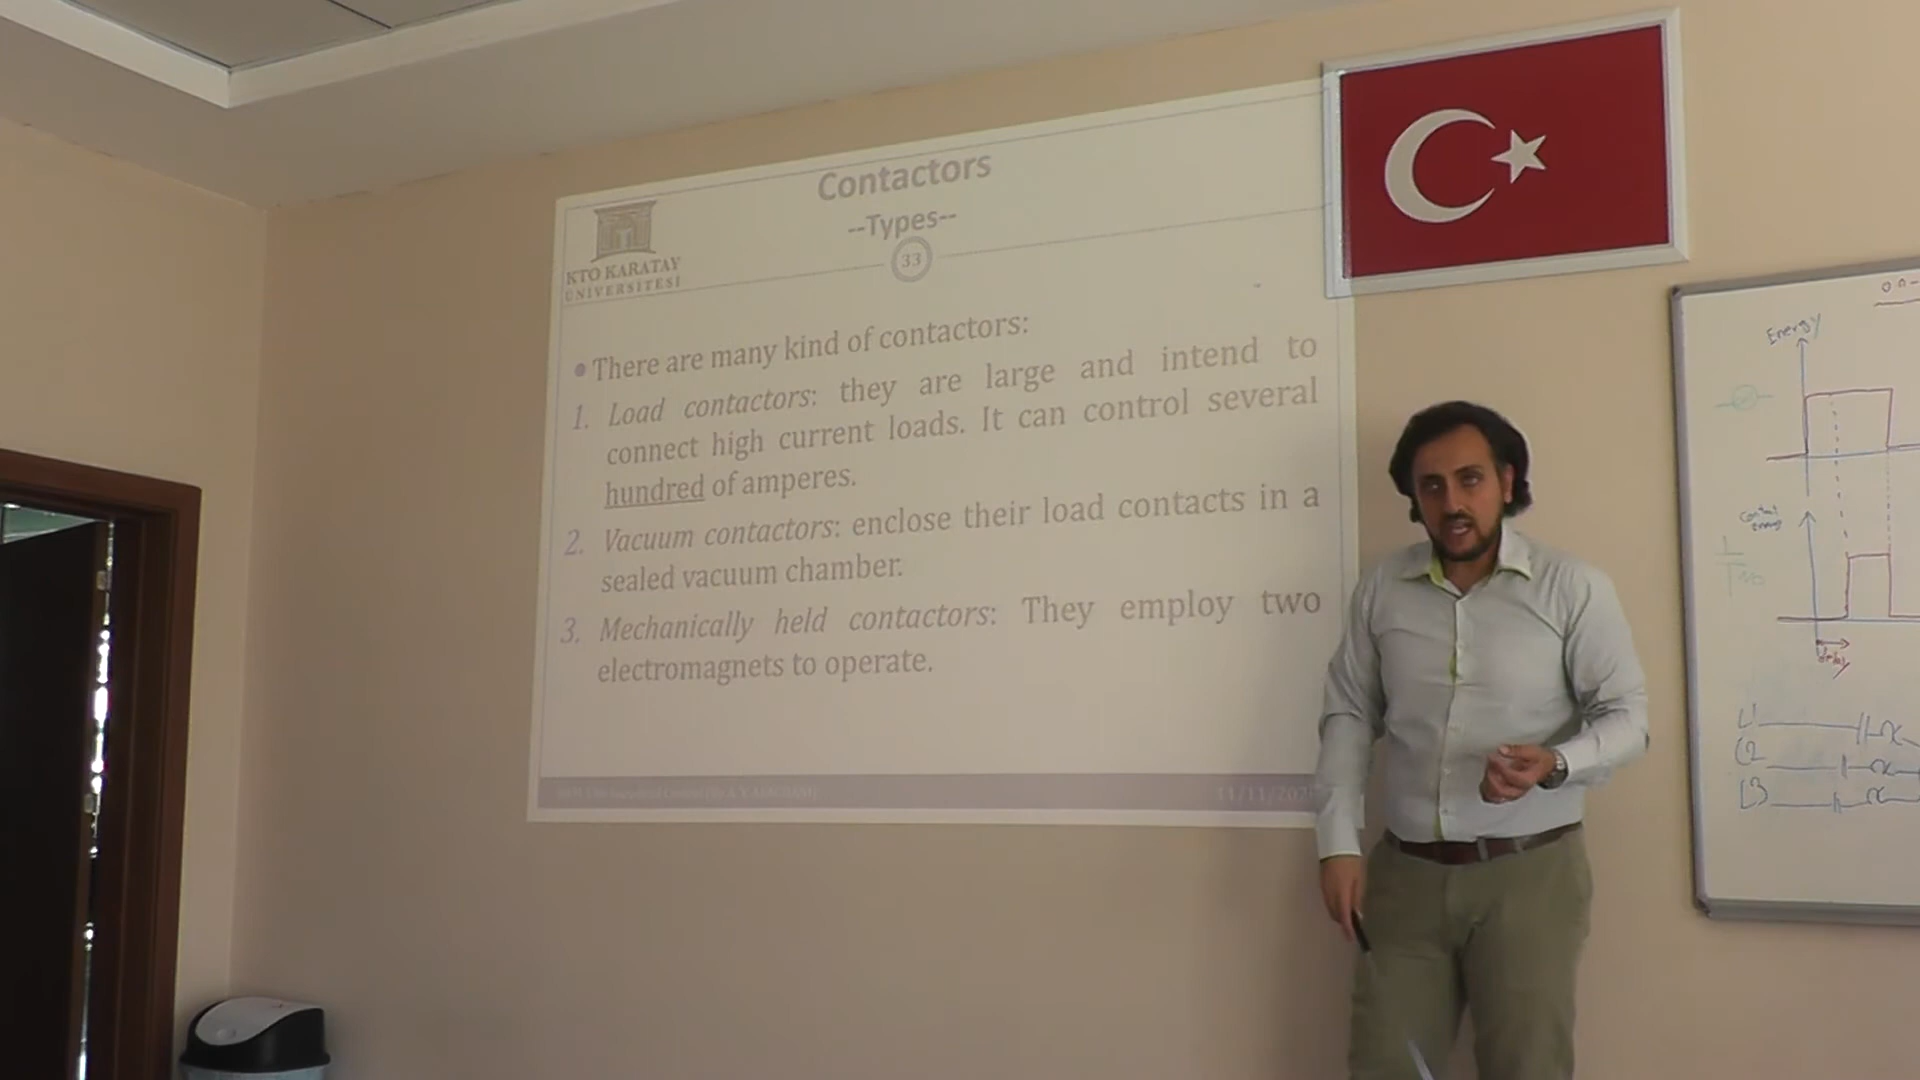 Contactors
--Types--
33
KTO KARATAY
ÜNİVERSİTESİ
• There are many kind of contactors:
1. Load contactors: they are large and intend to
connect high current loads. It can control several
hundred of amperes.
2. Vacuum contactors: enclose their load contacts in a
sealed vacuum chamber.
3. Mechanically held contactors: They employ two
electromagnets to operate.
Energy
delay
L1
L2
L3